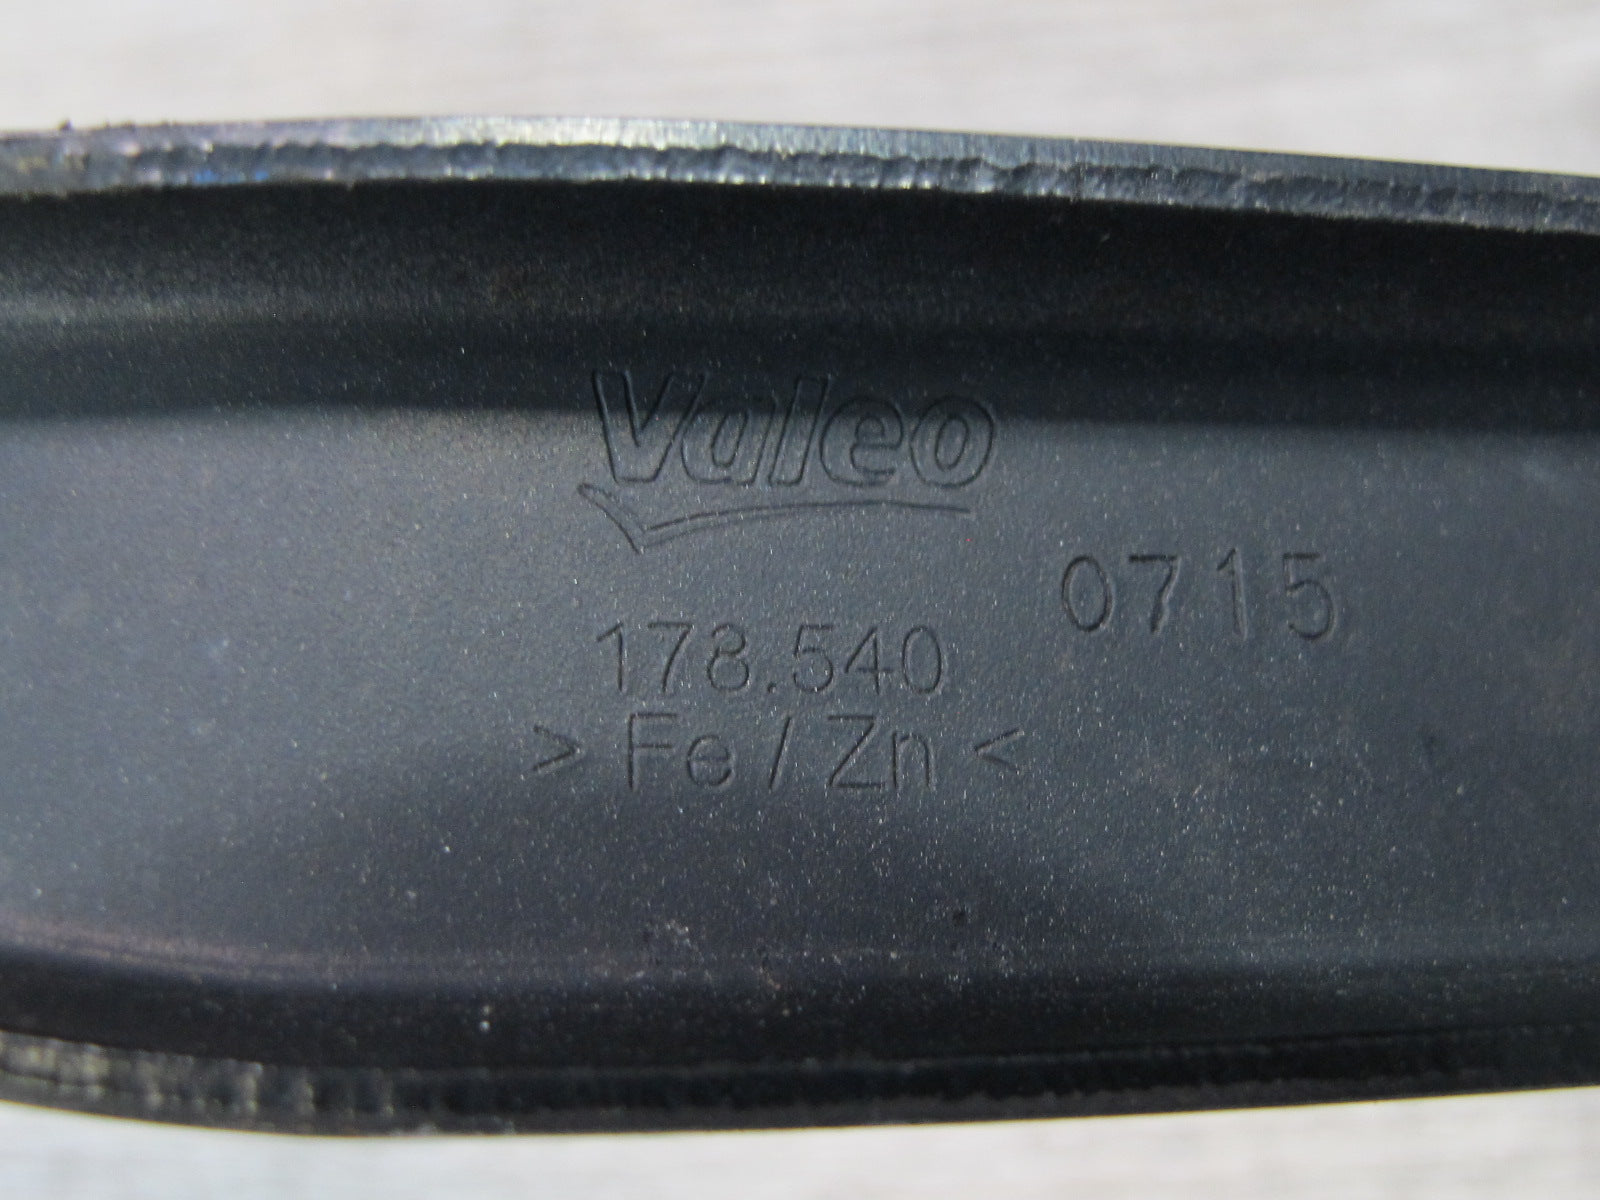 Valeo
0715
178.540
> Fe / Zn <